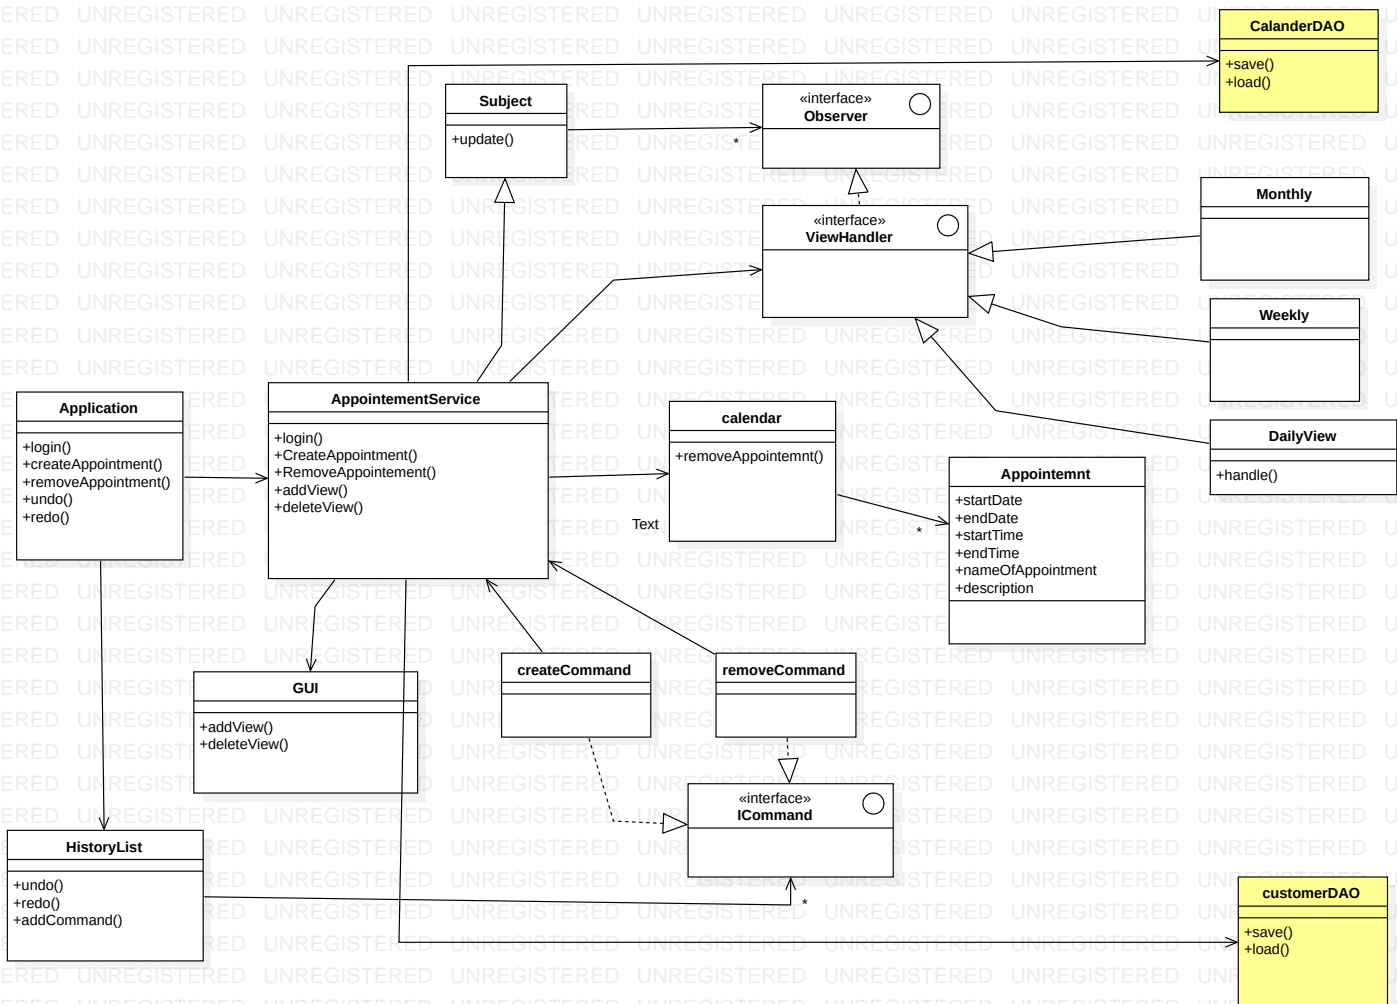 CalanderDAO
+save()
+load()
Subject
+update()
«interface»
Observer
*
«interface»
ViewHandler
Monthly
Weekly
DailyView
+handle()
Application
+login()
+createAppointment()
+removeAppointment()
+undo()
+redo()
AppointementService
+login()
+CreateAppointment()
+RemoveAppointement()
+addView()
+deleteView()
calendar
+removeAppointemnt()
Text
*
Appointemnt
+startDate
+endDate
+startTime
+endTime
+nameOfAppointment
+description
GUI
+addView()
+deleteView()
createCommand
removeCommand
«interface»
ICommand
*
HistoryList
+undo()
+redo()
+addCommand()
customerDAO
+save()
+load()
UNREGISTERED